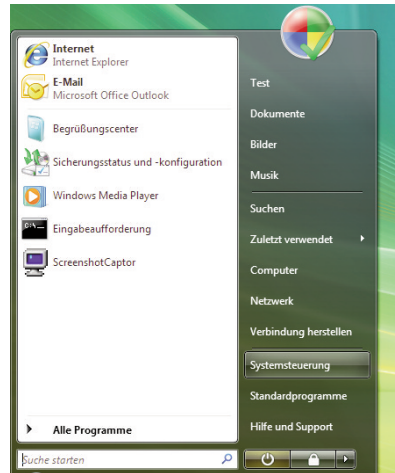 Internet
Internet Explorer
E-Mail
Microsoft Office Outlook
Begrüßungscenter
Sicherungsstatus und -konfiguration
Windows Media Player
Eingabeaufforderung
ScreenshotCaptor
Alle Programme
Suche starten
Test
Dokumente
Bilder
Musik
Suchen
Zuletzt verwendet
Computer
Netzwerk
Verbindung herstellen
Systemsteuerung
Standardprogramme
Hilfe und Support